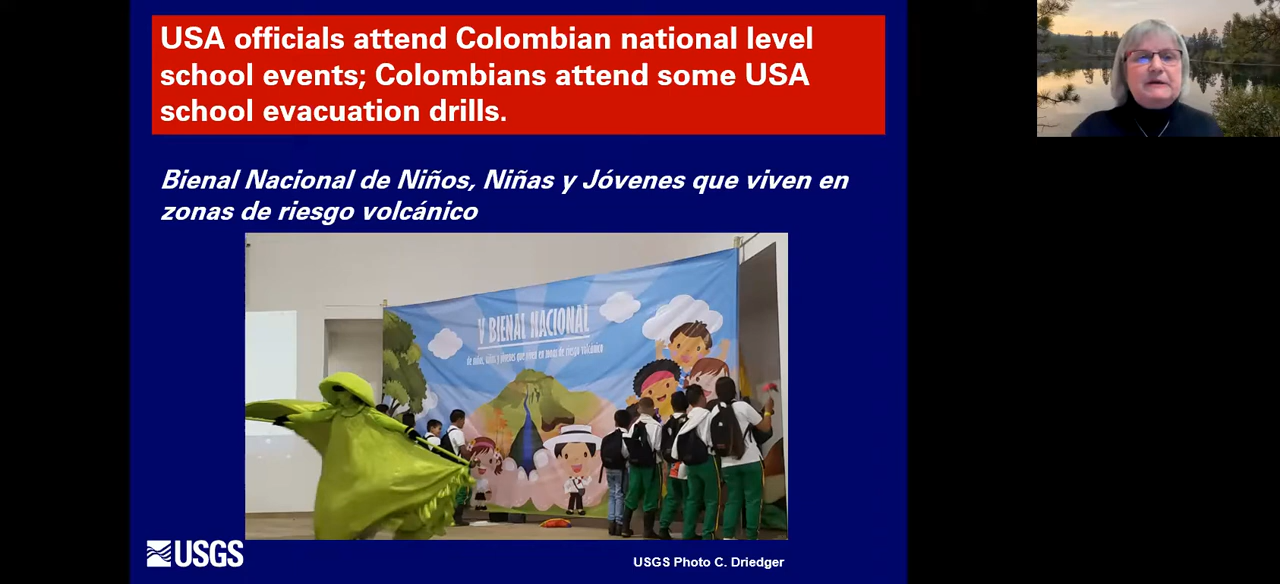 USA officials attend Colombian national level
school events; Colombians attend some USA
school evacuation drills.
Bienal Nacional de Niños, Niñas y Jóvenes que viven en
zonas de riesgo volcánico
V BIENAL NACIONAL
de niños, niñas y jóvenes que viven en zonas de riesgo volcánico
USGS
USGS Photo C. Driedger